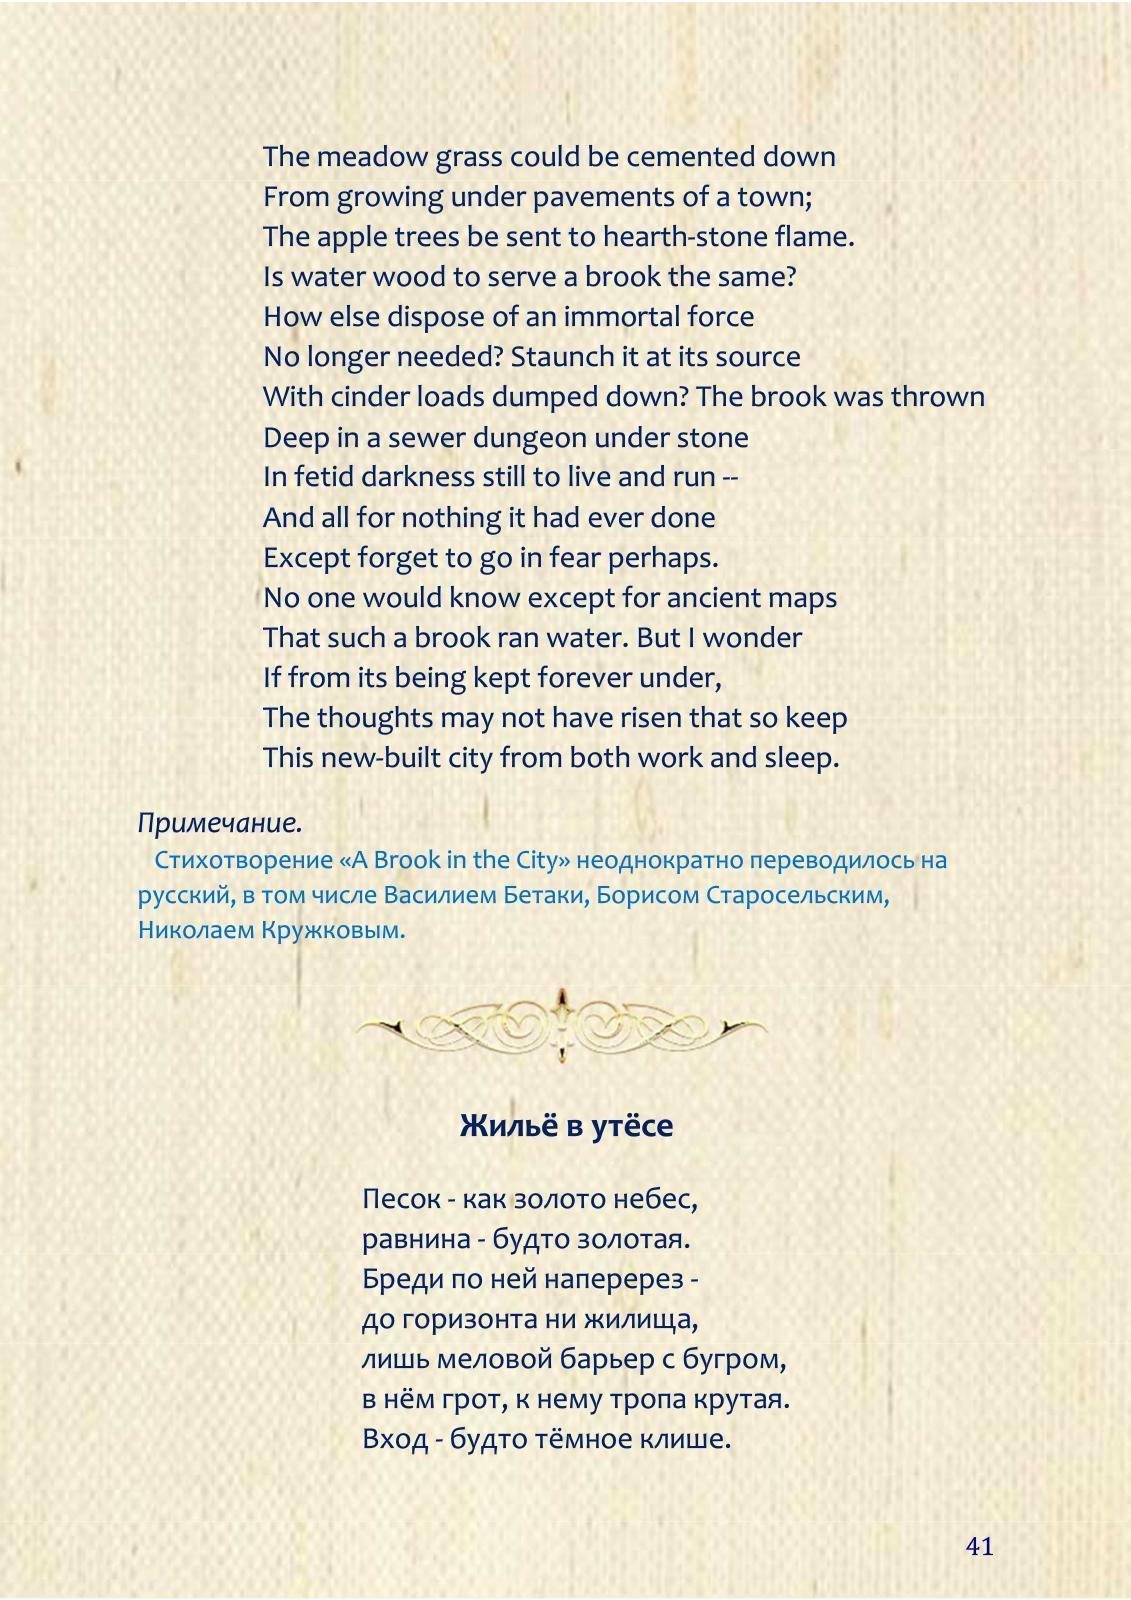 The meadow grass could be cemented down
From growing under pavements of a town;
The apple trees be sent to hearth-stone flame.
Is water wood to serve a brook the same?
How else dispose of an immortal force
No longer needed? Staunch it at its source
With cinder loads dumped down? The brook was thrown
Deep in a sewer dungeon under stone
In fetid darkness still to live and run --
And all for nothing it had ever done
Except forget to go in fear perhaps.
No one would know except for ancient maps
That such a brook ran water. But I wonder
If from its being kept forever under,
The thoughts may not have risen that so keep
This new-built city from both work and sleep.
Примечание.
Стихотворение «A Brook in the City» неоднократно переводилось на
русский, в том числе Василием Бетаки, Борисом Старосельским,
Николаем Кружковым.
Жильё в утёсе
Песок - как золото небес,
равнина - будто золотая.
Бреди по ней наперерез -
до горизонта ни жилища,
лишь меловой барьер с бугром,
в нём грот, к нему тропа крутая.
Вход - будто тёмное клише.
41